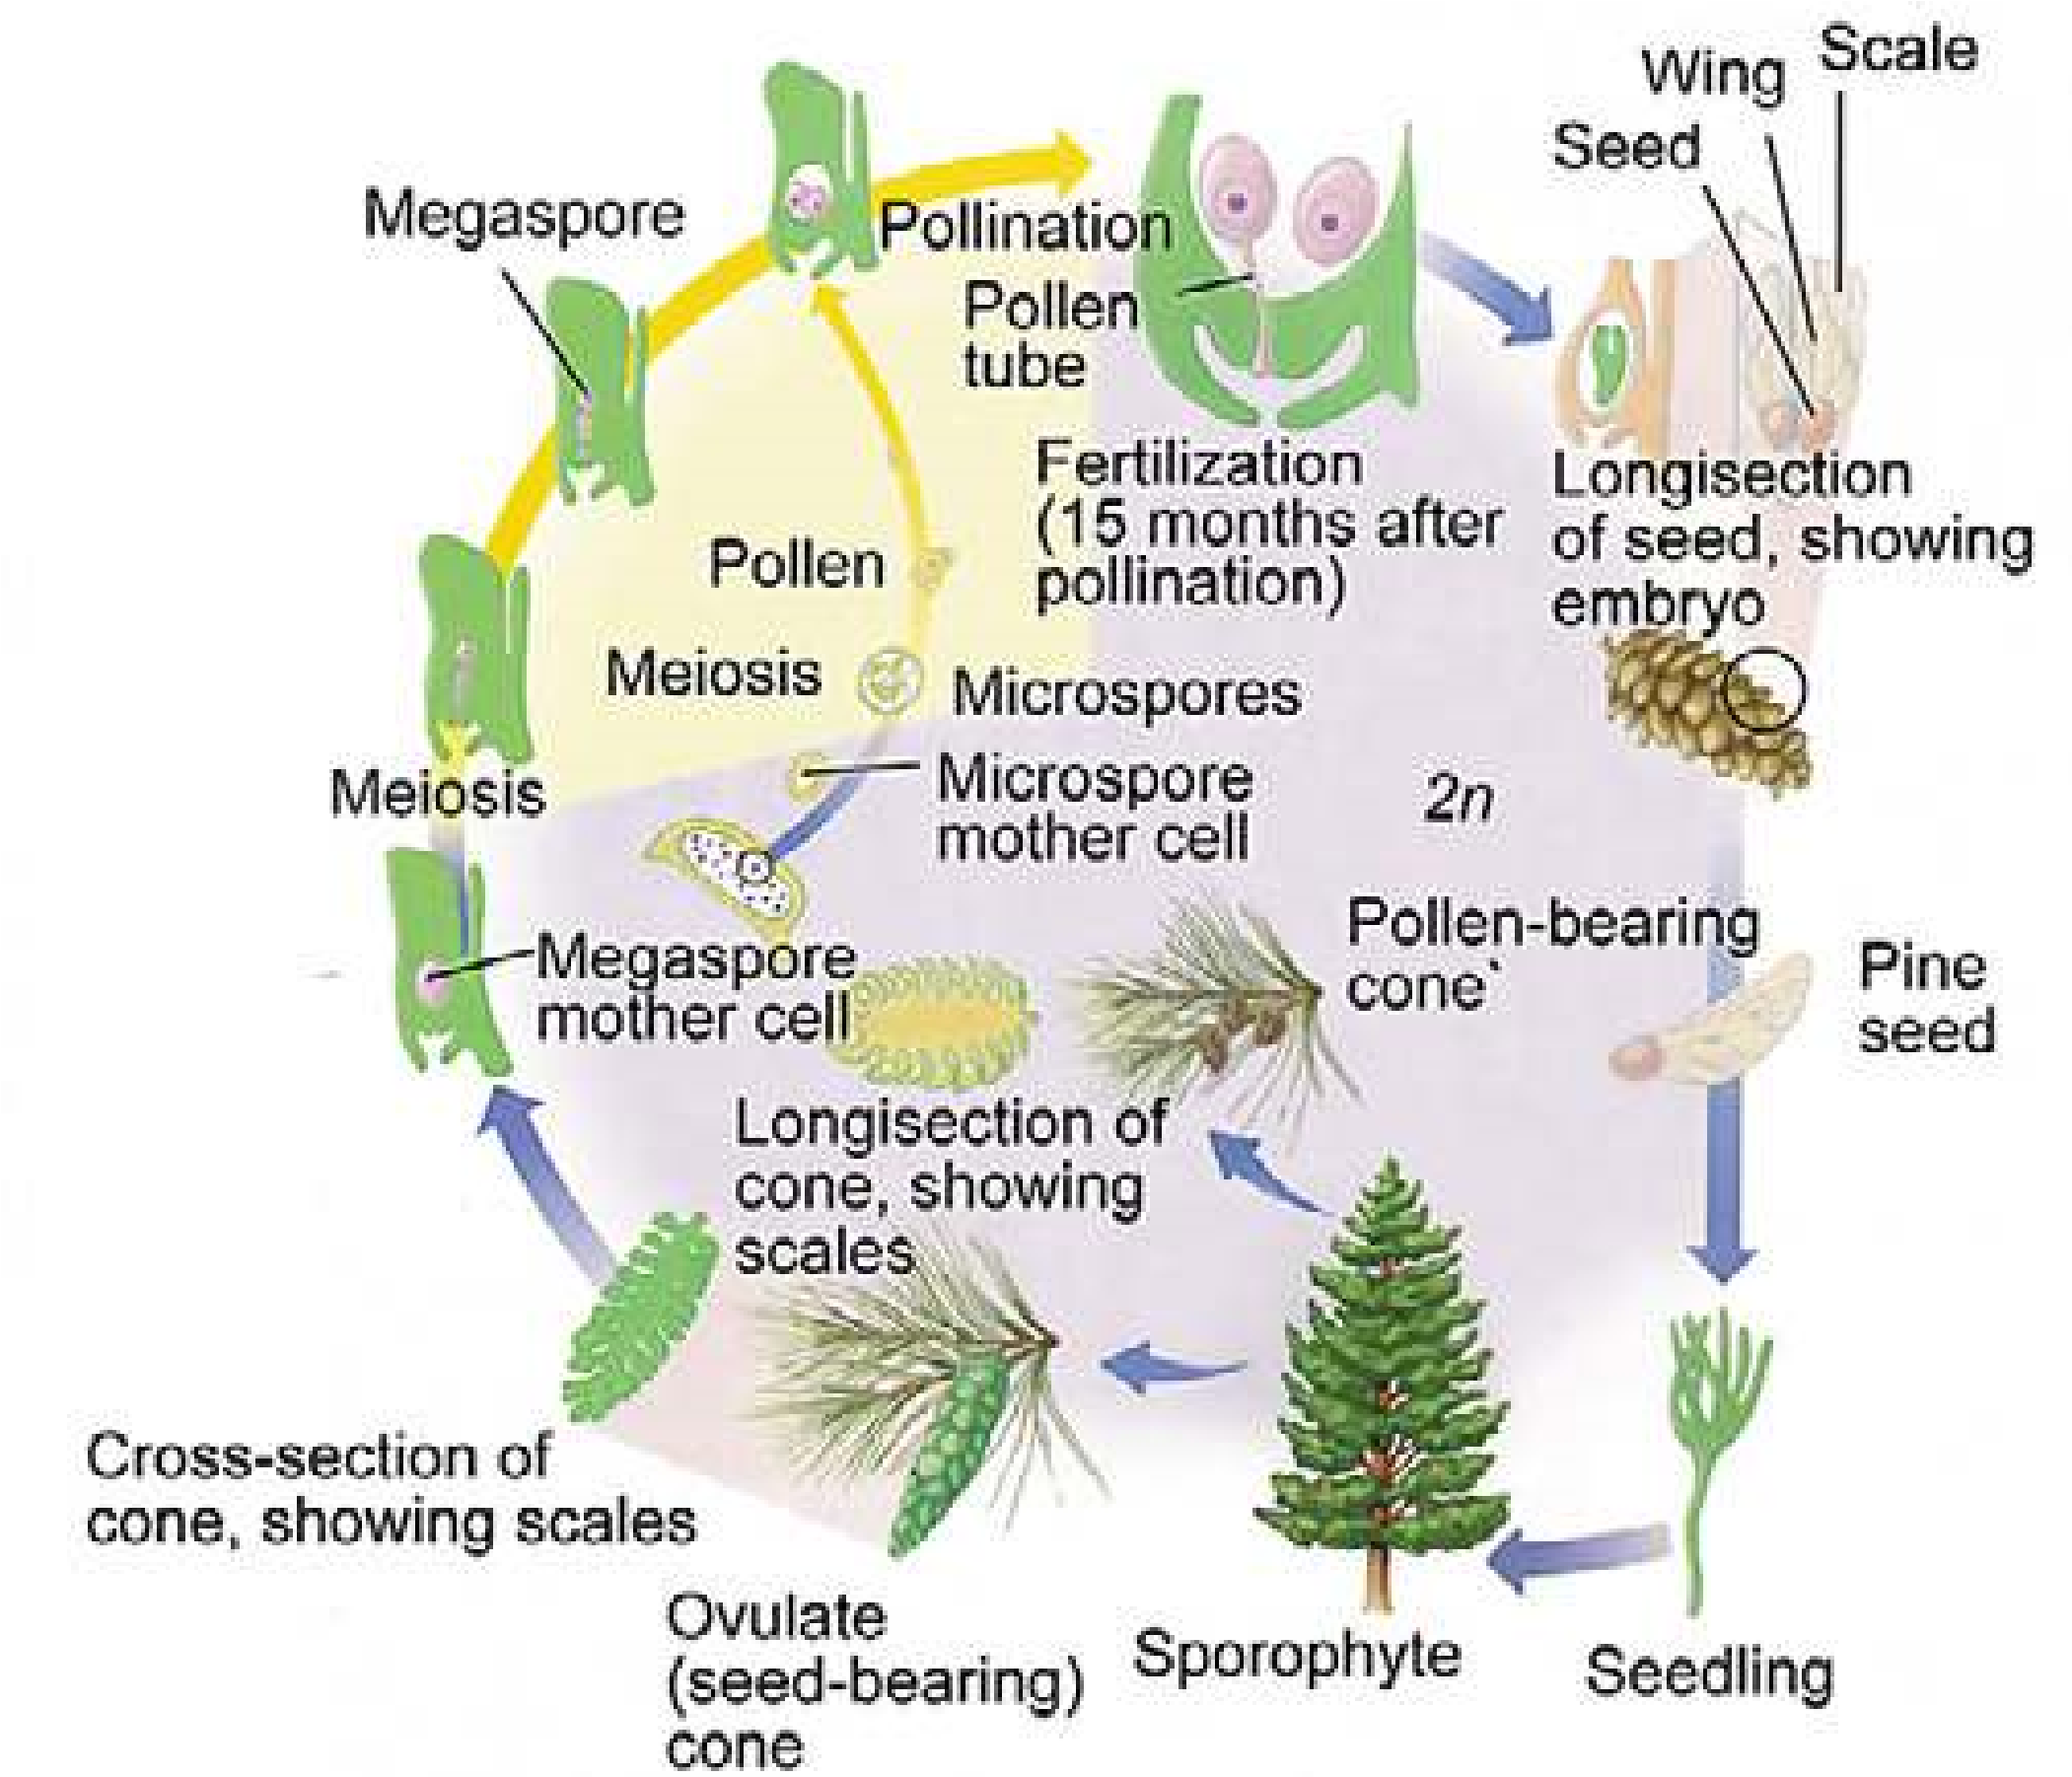 Scale
Wing
Seed
Megaspore
Pollination
Pollen
tube
Fertilization
(15 months after
pollination)
Longisection
of seed, showing
embryo
Pollen
Meiosis
Microspores
Microspore
mother cell
2n
Meiosis
Megaspore
mother cell
Pollen-bearing
cone`
Pine
seed
Longisection of
cone, showing
scales
Cross-section of
cone, showing scales
Ovulate
(seed-bearing)
cone
Sporophyte
Seedling